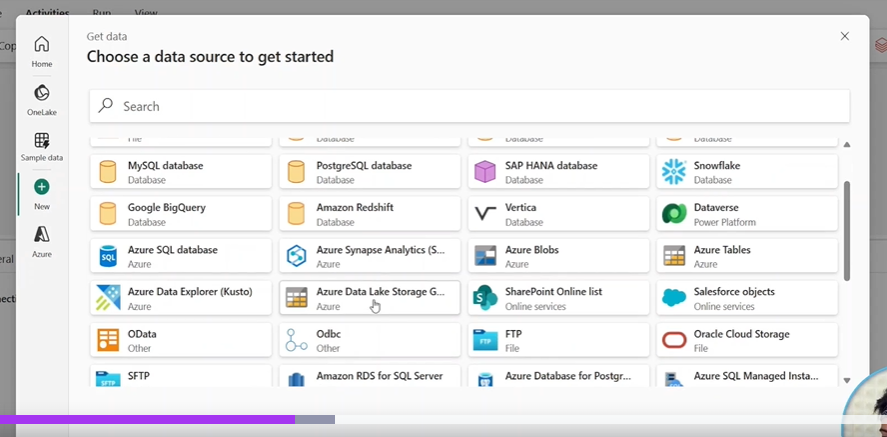 Activities Run View
Cop
Get data
Choose a data source to get started
Home
OneLake
Sample data
New
Azure
Search
File Database Database Database
MySQL database PostgreSQL database SAP HANA database Snowflake
Database Database Database Database
Google BigQuery Amazon Redshift Vertica Dataverse
Database Database Database Power Platform
Azure SQL database Azure Synapse Analytics (S... Azure Blobs Azure Tables
SQL Azure Azure Azure Azure
Azure Data Explorer (Kusto) Azure Data Lake Storage G... SharePoint Online list Salesforce objects
Azure Azure Online services Online services
OData Odbc FTP Oracle Cloud Storage
Other Other FTP File File
SFTP Amazon RDS for SQL Server Azure Database for Postgr... Azure SQL Managed Insta...
eral
nnect